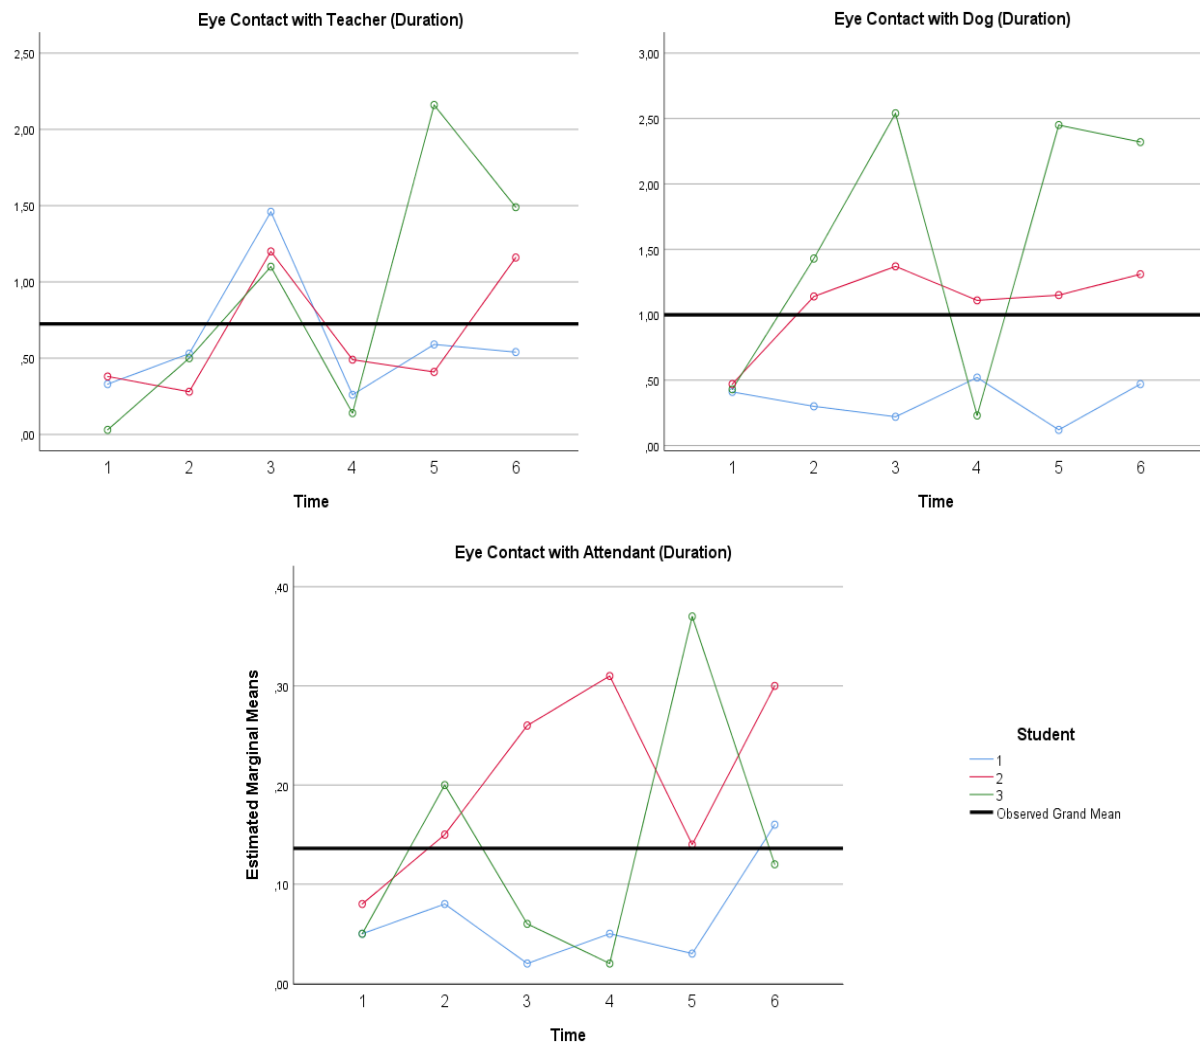 Eye Contact with Teacher (Duration)
2,50
2,00
1,50
1,00
,50
,00
1 2 3 4 5 6
Time
Eye Contact with Dog (Duration)
3,00
2,50
2,00
1,50
1,00
,50
,00
1 2 3 4 5 6
Time
Eye Contact with Attendant (Duration)
Estimated Marginal Means
,40
,30
,20
,10
,00
1 2 3 4 5 6
Time
Student
1
2
3
Observed Grand Mean